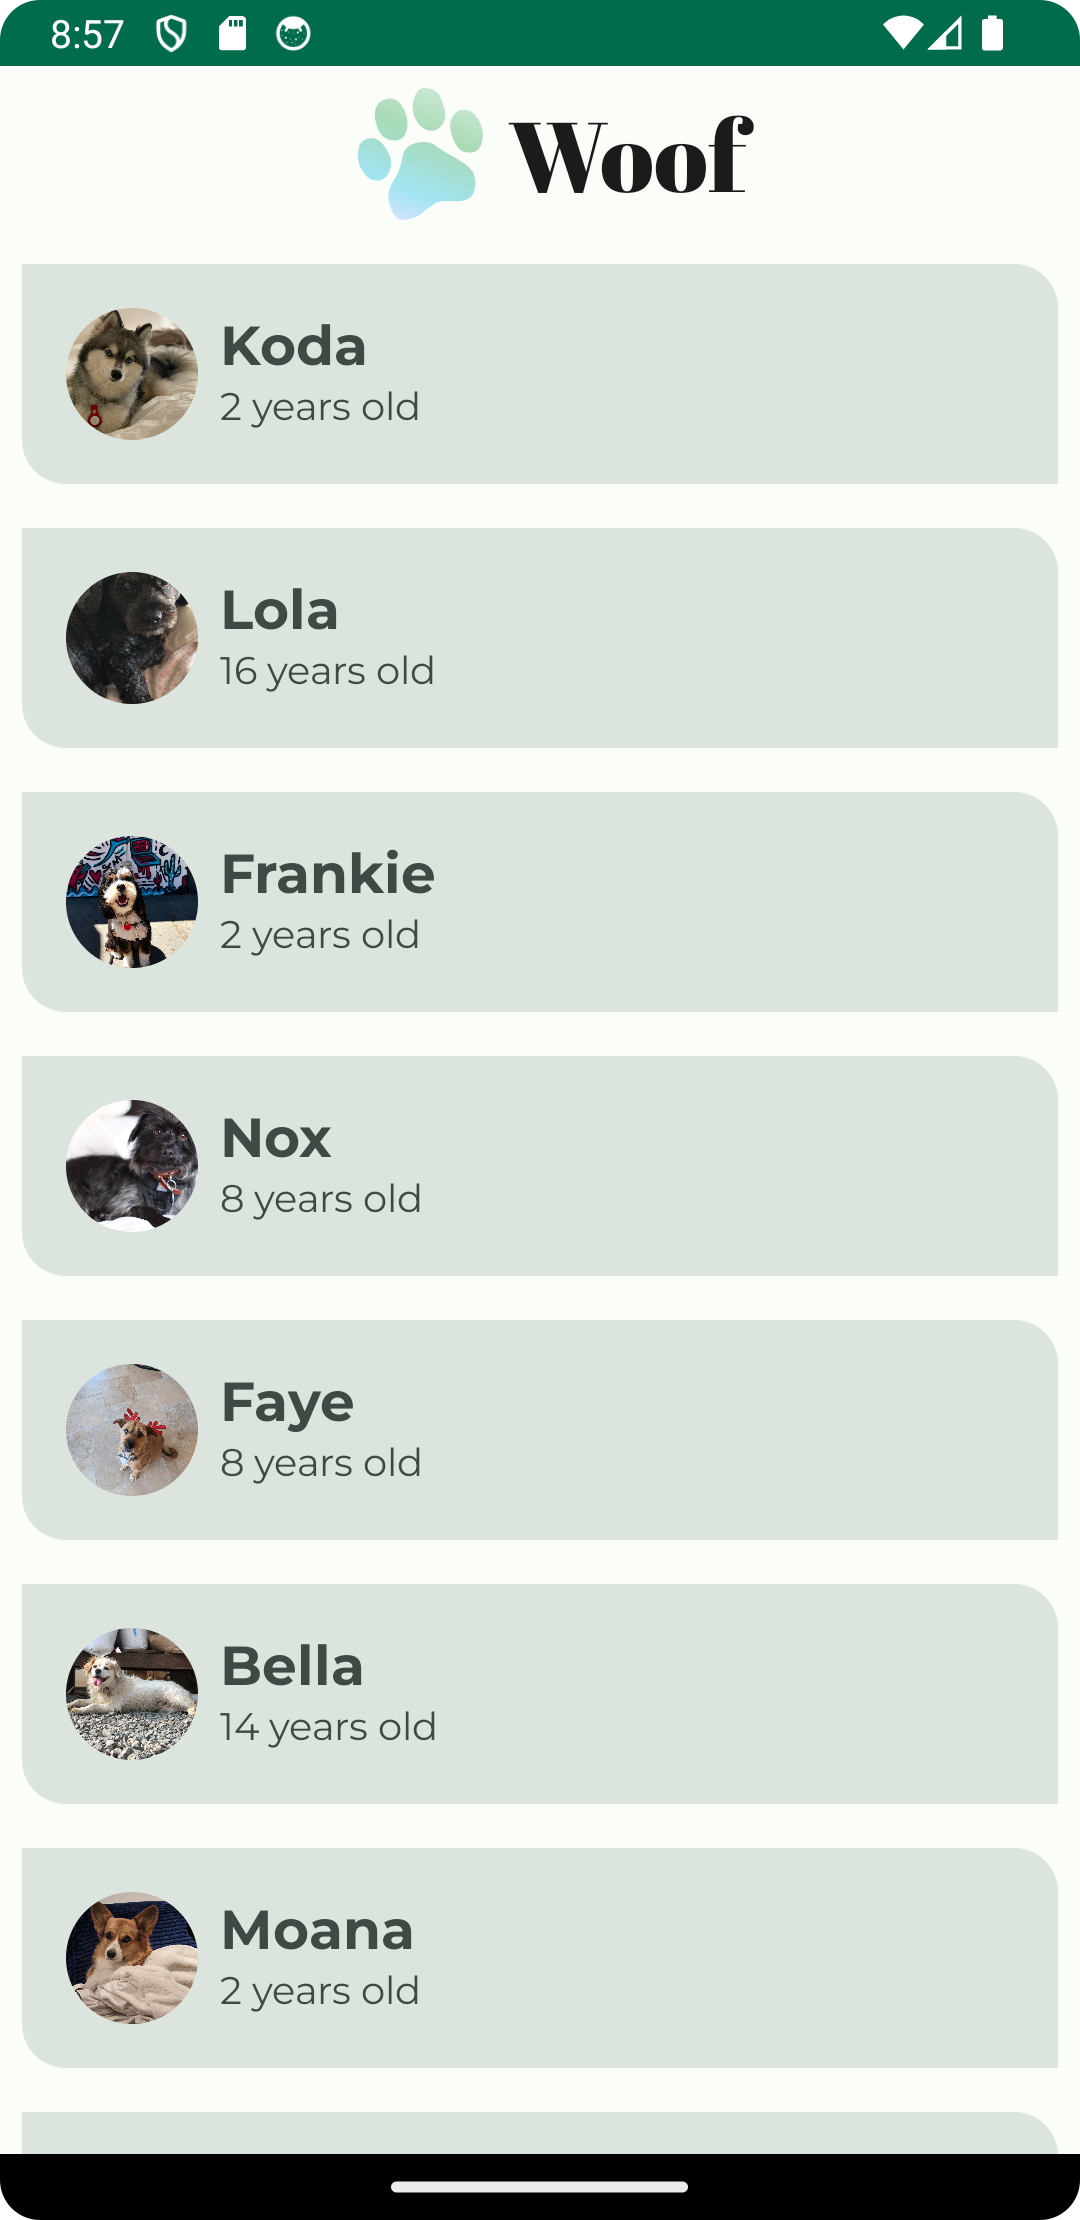 8:57
Woof
Koda
2 years old
Lola
16 years old
Frankie
2 years old
Nox
8 years old
Faye
8 years old
Bella
14 years old
Moana
2 years old